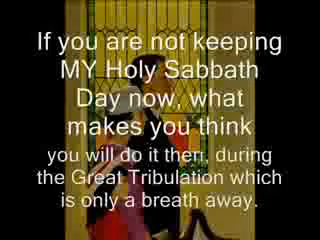 If you are not keeping
MY Holy Sabbath
Day now, what
makes you think
you will do it then, during
the Great Tribulation which
is only a breath away.